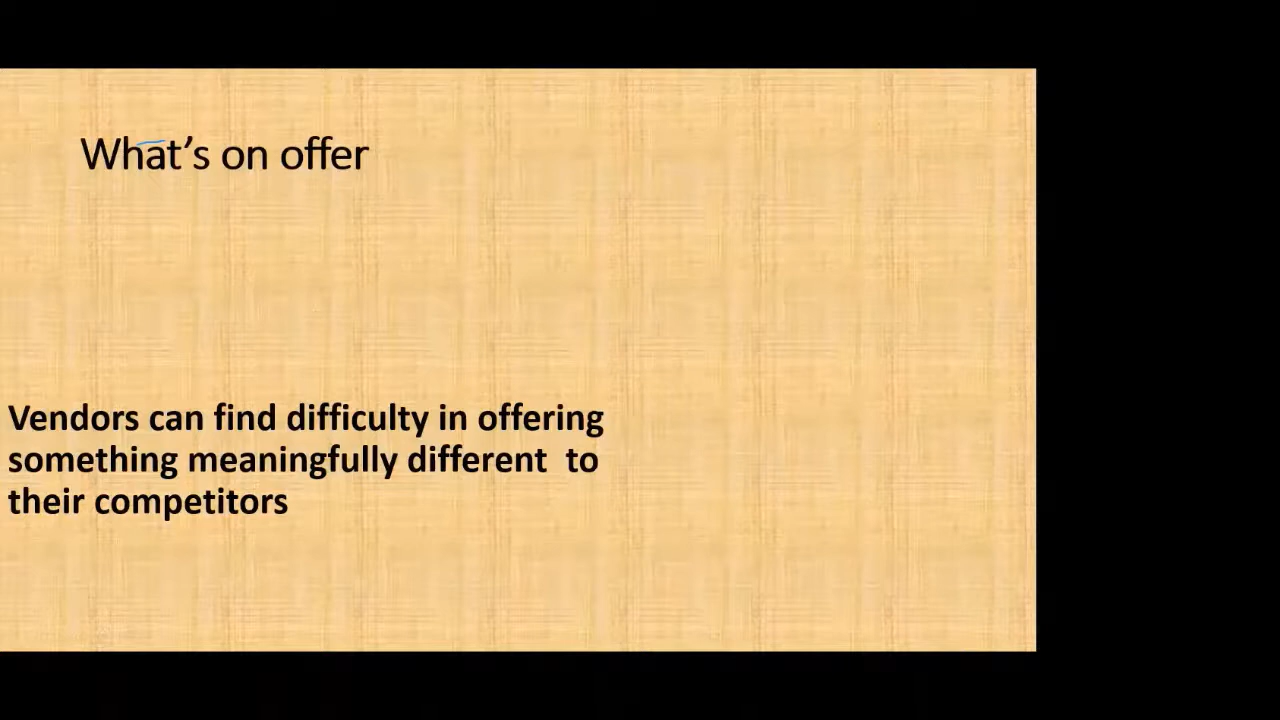 What’s on offer
Vendors can find difficulty in offering
something meaningfully different  to
their competitors